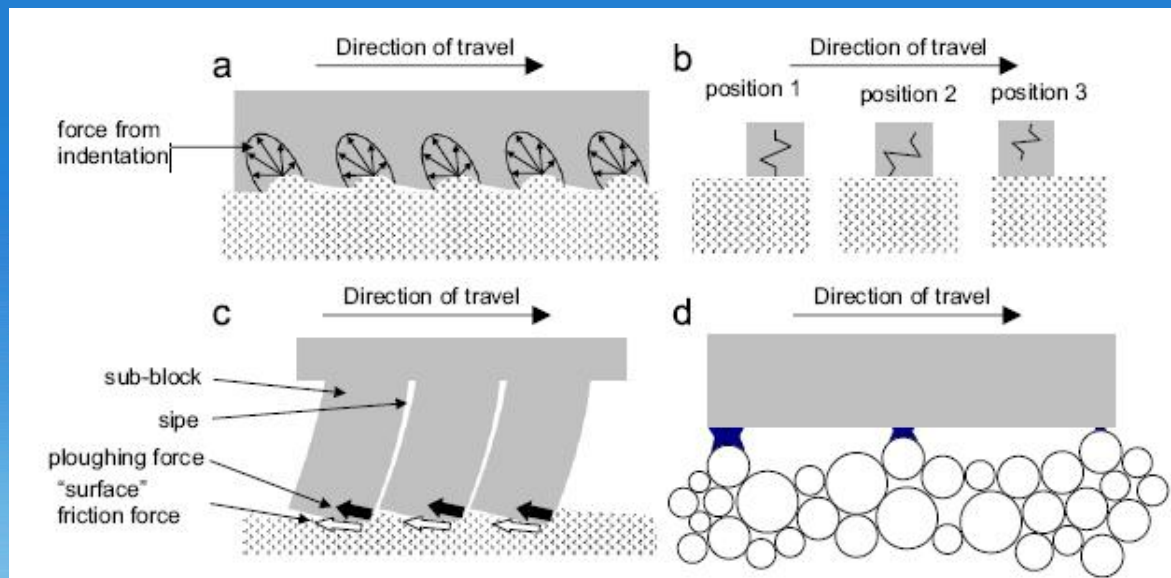 a
Direction of travel
force from
indentation
b
Direction of travel
position 1
position 2
position 3
c
Direction of travel
sub-block
sipe
ploughing force
“surface”
friction force
d
Direction of travel